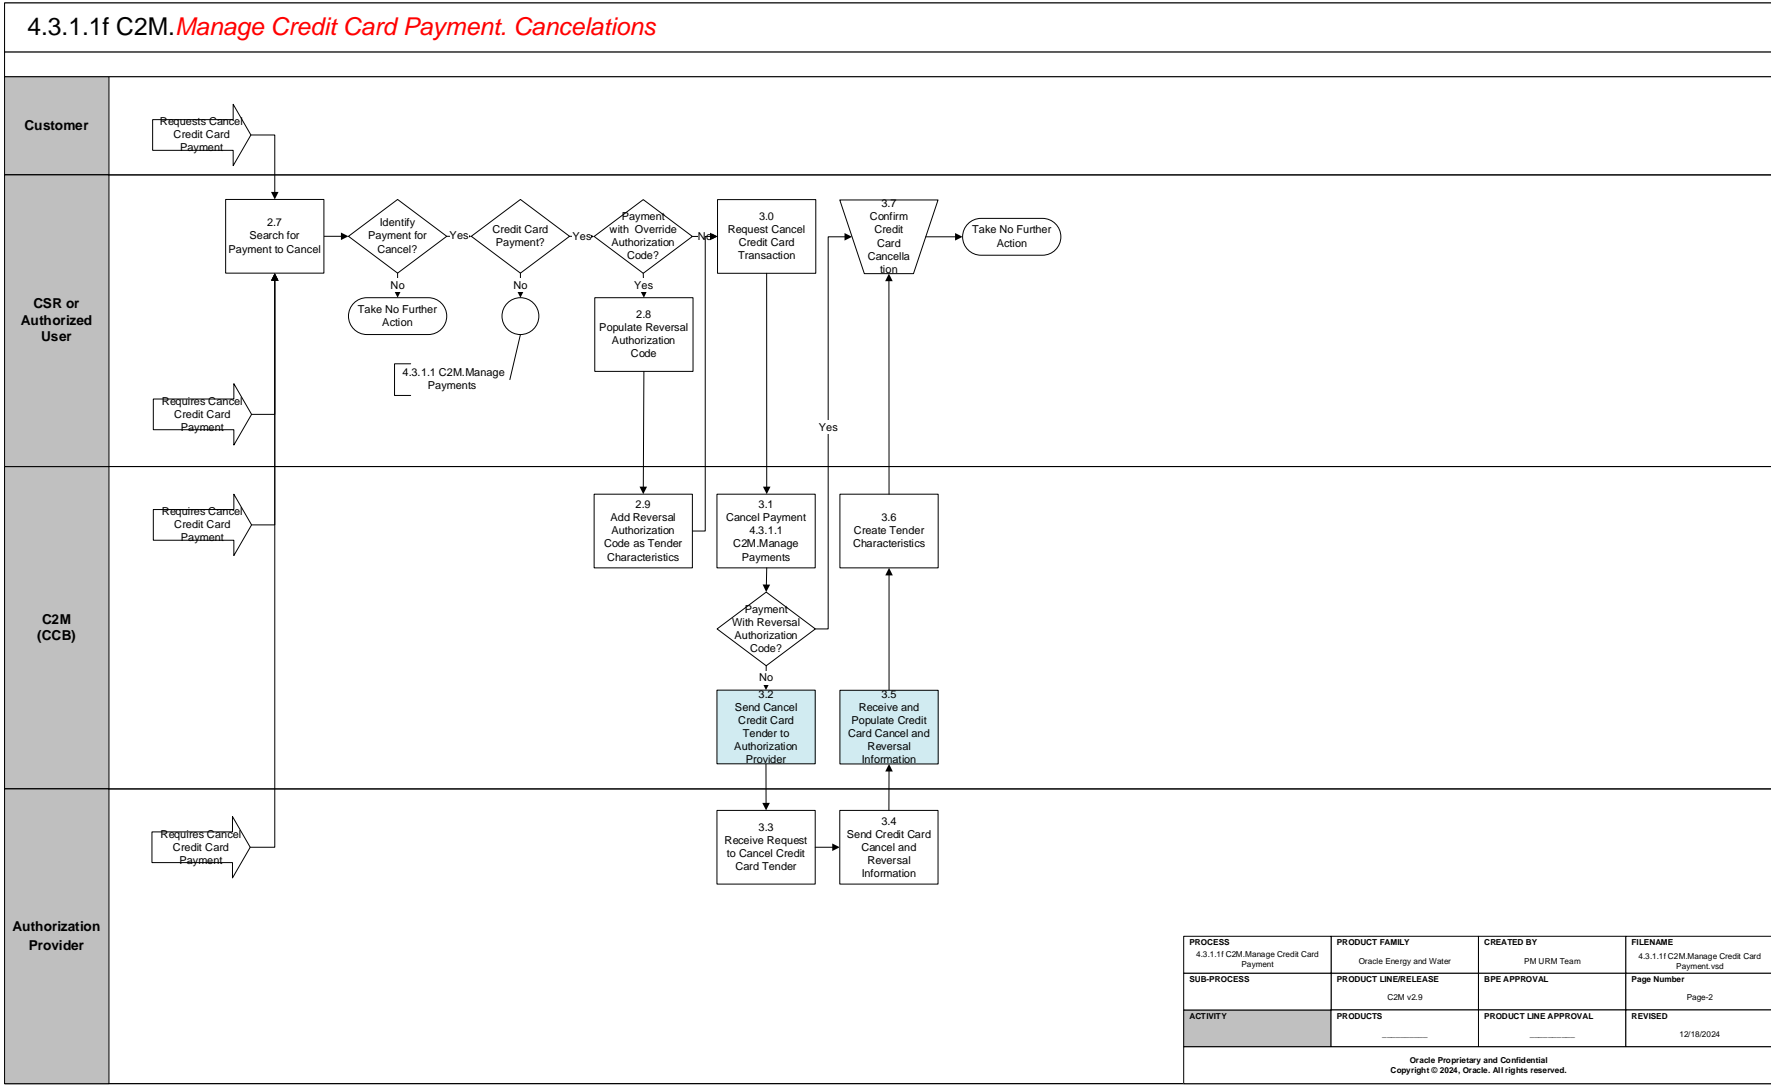 4.3.1.1f C2M.Manage Credit Card Payment. Cancelations
Customer
Requests Cancel
Credit Card
Payment
CSR or
Authorized
User
2.7
Search for
Payment to Cancel
Identify
Payment for
Cancel?
Yes
No
Take No Further
Action
Credit Card
Payment?
Yes
No
4.3.1.1 C2M.Manage
Payments
Payment
with Override
Authorization
Code?
No
Yes
2.8
Populate Reversal
Authorization
Code
3.0
Request Cancel
Credit Card
Transaction
3.7
Confirm
Credit
Card
Cancella
tion
Take No Further
Action
Requires Cancel
Credit Card
Payment
Yes
C2M
(CCB)
Requires Cancel
Credit Card
Payment
2.9
Add Reversal
Authorization
Code as Tender
Characteristics
3.1
Cancel Payment
4.3.1.1
C2M.Manage
Payments
3.6
Create Tender
Characteristics
Payment
With Reversal
Authorization
Code?
No
3.2
Send Cancel
Credit Card
Tender to
Authorization
Provider
3.5
Receive and
Populate Credit
Card Cancel and
Reversal
Information
Authorization
Provider
Requires Cancel
Credit Card
Payment
3.3
Receive Request
to Cancel Credit
Card Tender
3.4
Send Credit Card
Cancel and
Reversal
Information
PROCESS
4.3.1.1f C2M.Manage Credit Card
Payment
PRODUCT FAMILY
Oracle Energy and Water
CREATED BY
PM URM Team
FILENAME
4.3.1.1f C2M.Manage Credit Card
Payment.vsd
SUB-PROCESS
PRODUCT LINE/RELEASE
C2M v2.9
BPE APPROVAL
Page Number
Page-2
ACTIVITY
PRODUCTS
PRODUCT LINE APPROVAL
REVISED
12/18/2024
Oracle Proprietary and Confidential
Copyright © 2024, Oracle. All rights reserved.